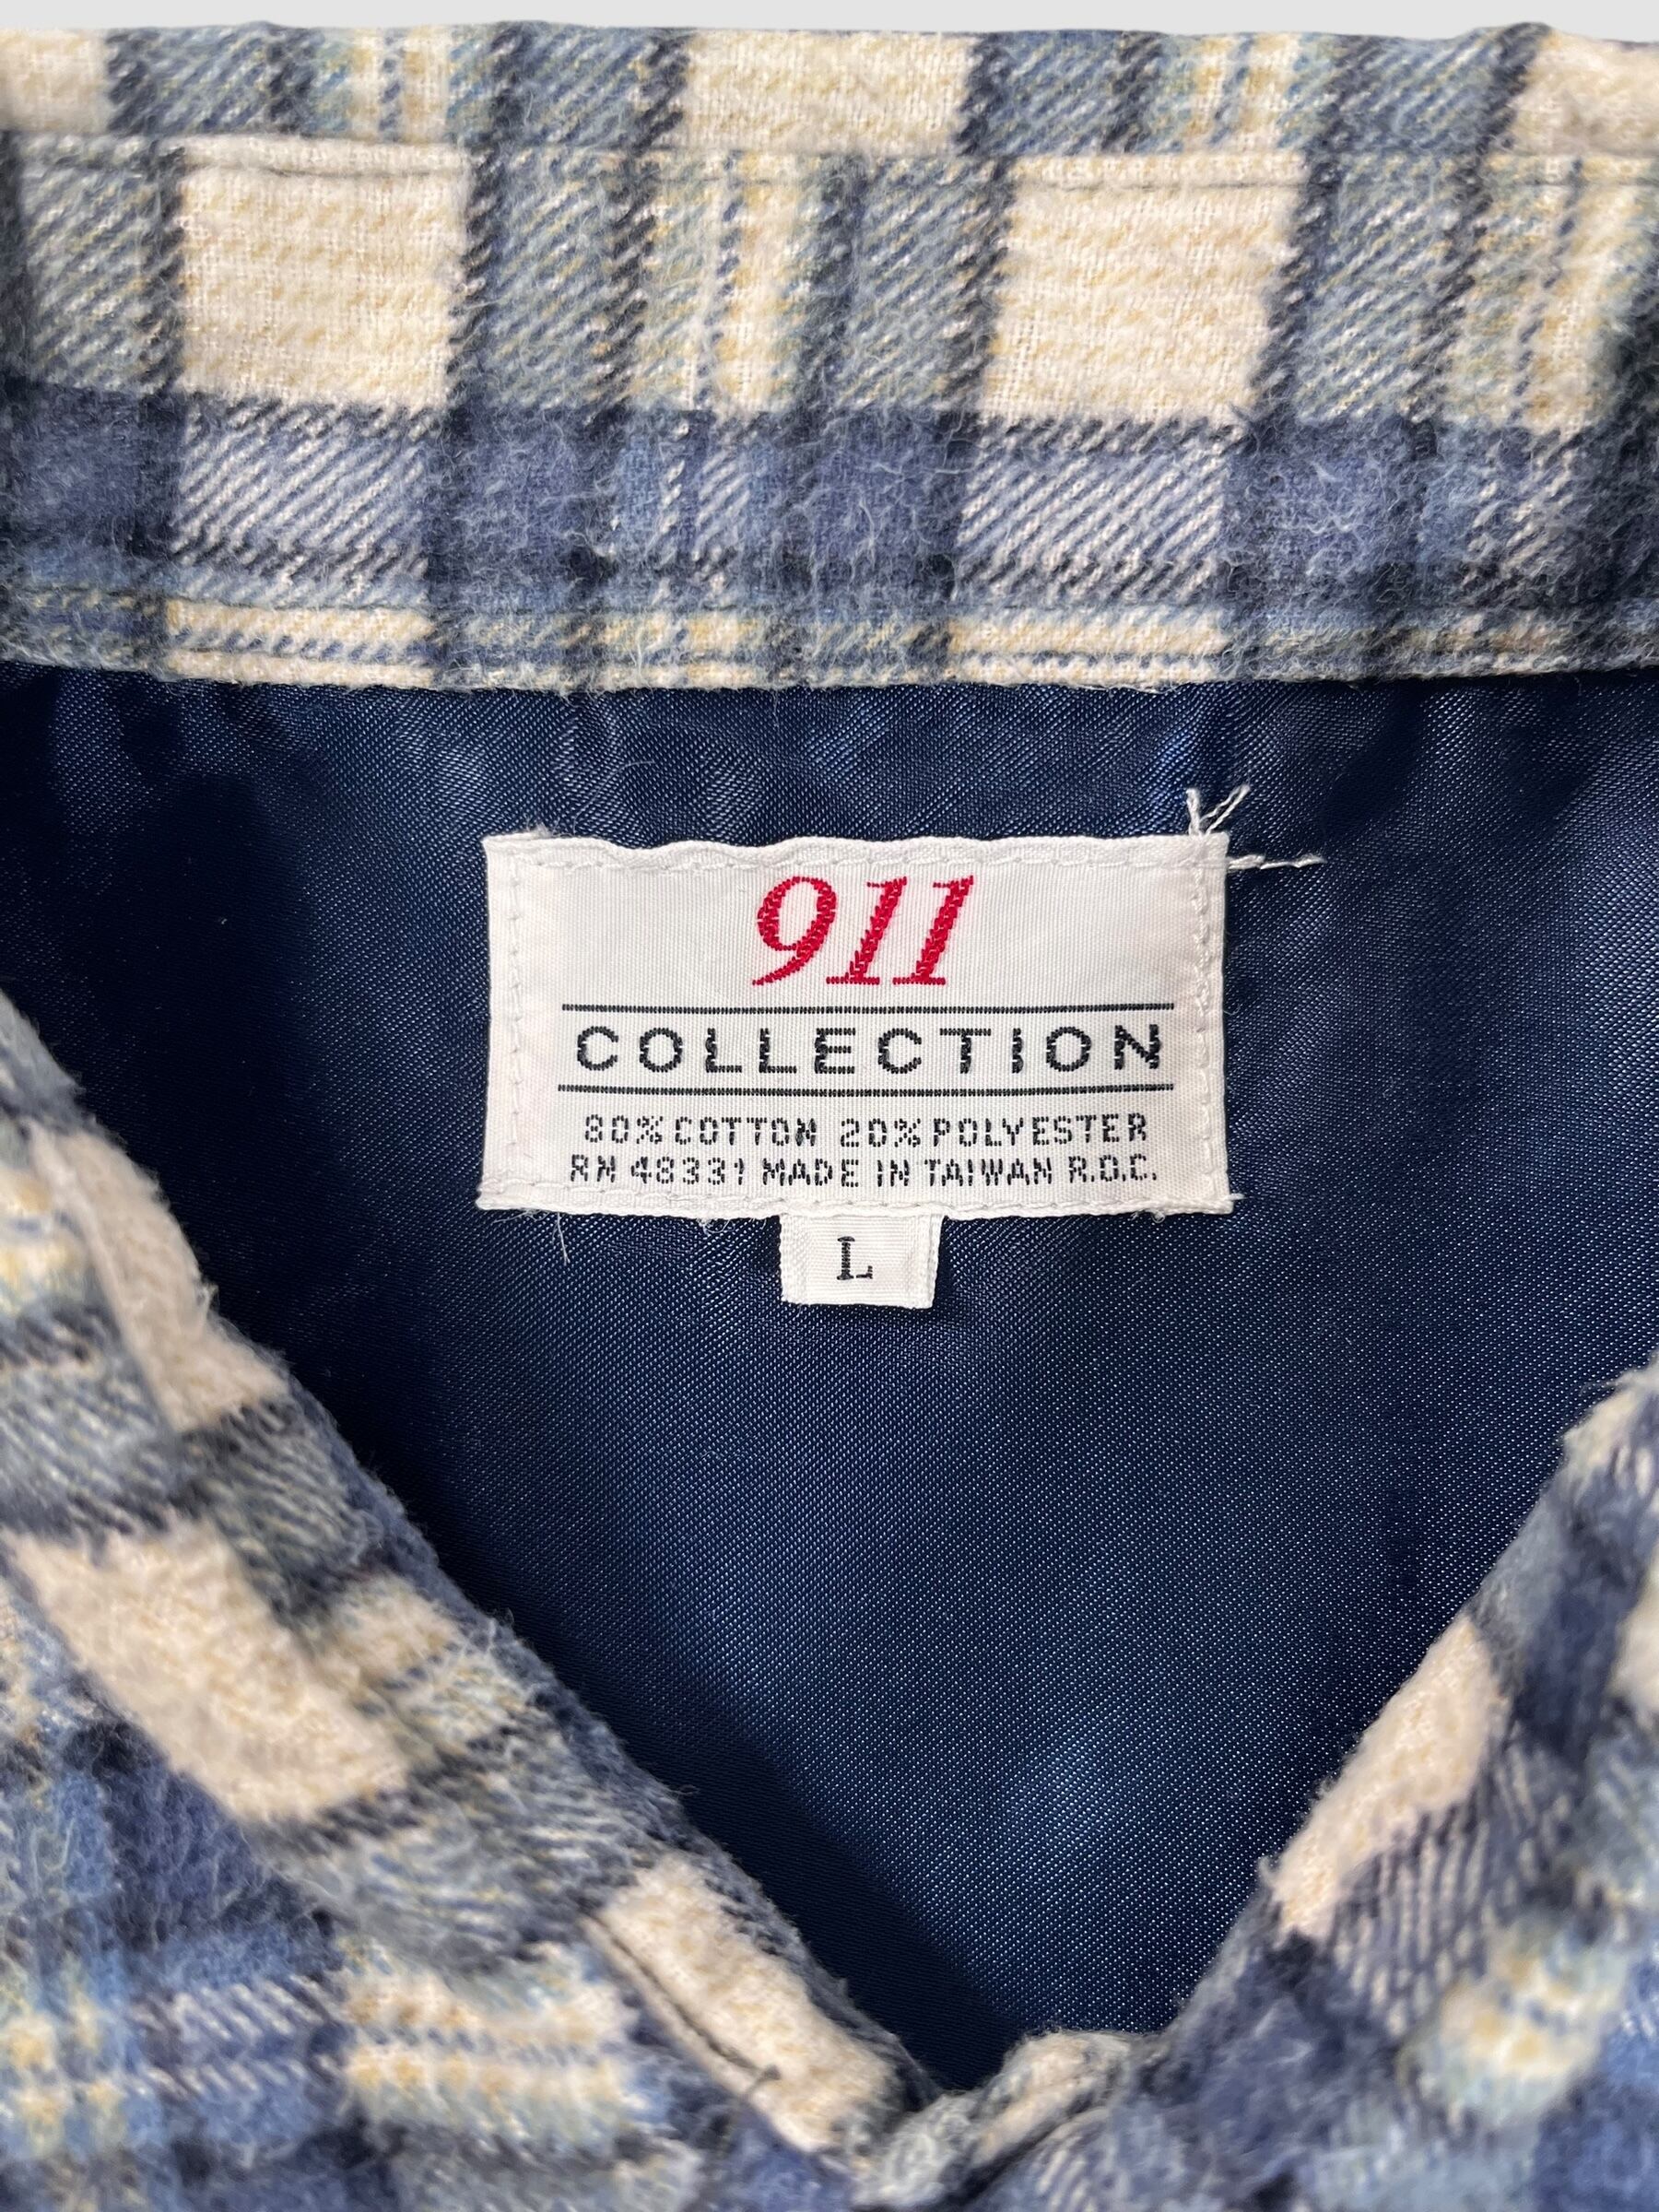 911
COLLECTION
80% COTTON 20% POLYESTER
RN 48331 MADE IN TAIWAN R.O.C.
L